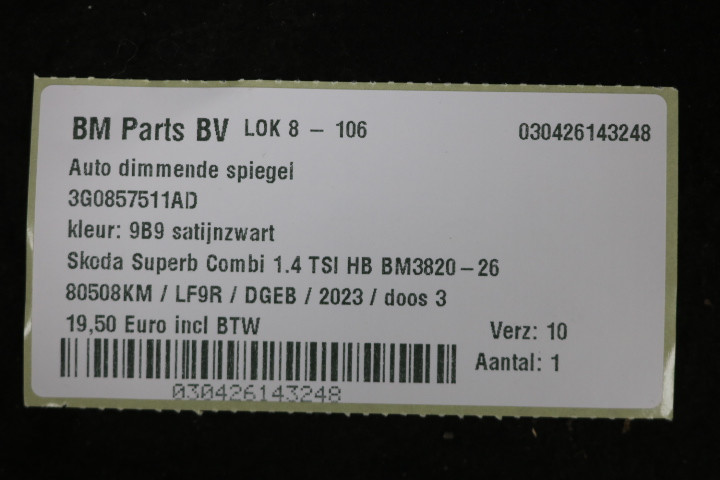 BM Parts BV LOK 8 - 106 030426143248
Auto dimmende spiegel
3G0857511AD
kleur: 9B9 satijnzwart
Skoda Superb Combi 1.4 TSI HB BM3820-26
80508KM / LF9R / DGEB / 2023 / doos 3
19,50 Euro incl BTW Verz: 10
Aantal: 1
030426143248